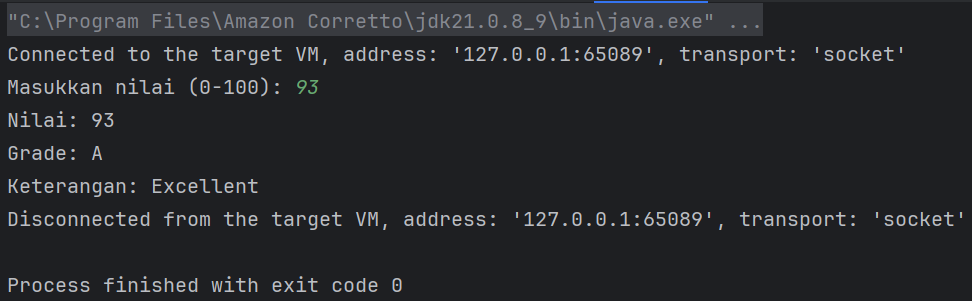 "C:\Program Files\Amazon Corretto\jdk21.0.8_9\bin\java.exe" ...
Connected to the target VM, address: '127.0.0.1:65089', transport: 'socket'
Masukkan nilai (0-100): 93
Nilai: 93
Grade: A
Keterangan: Excellent
Disconnected from the target VM, address: '127.0.0.1:65089', transport: 'socket'
Process finished with exit code 0